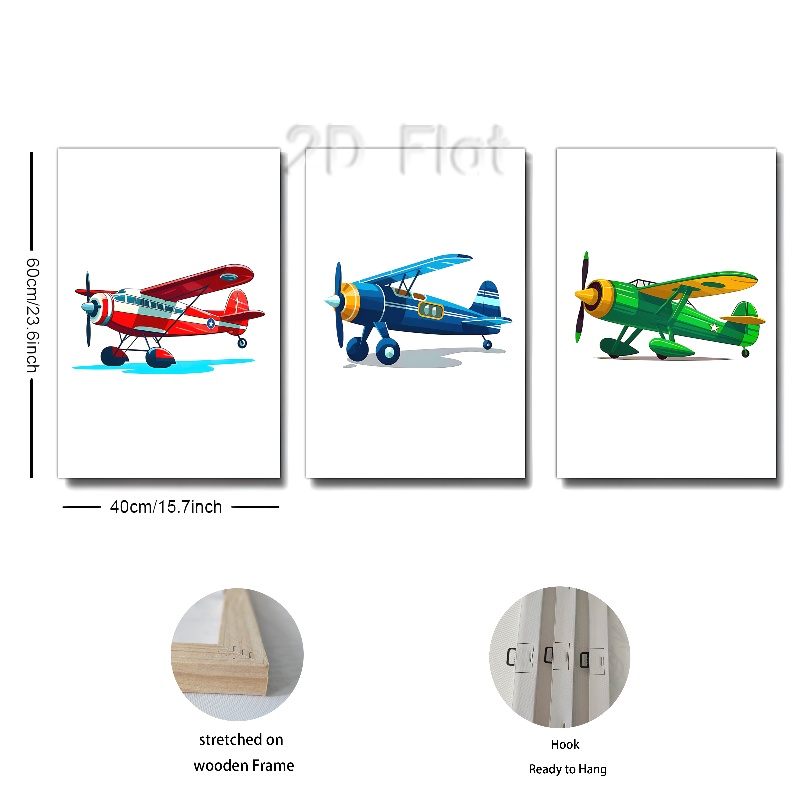 2D Flat
60cm/23.6inch
40cm/15.7inch
stretched on
wooden Frame
Hook
Ready to Hang